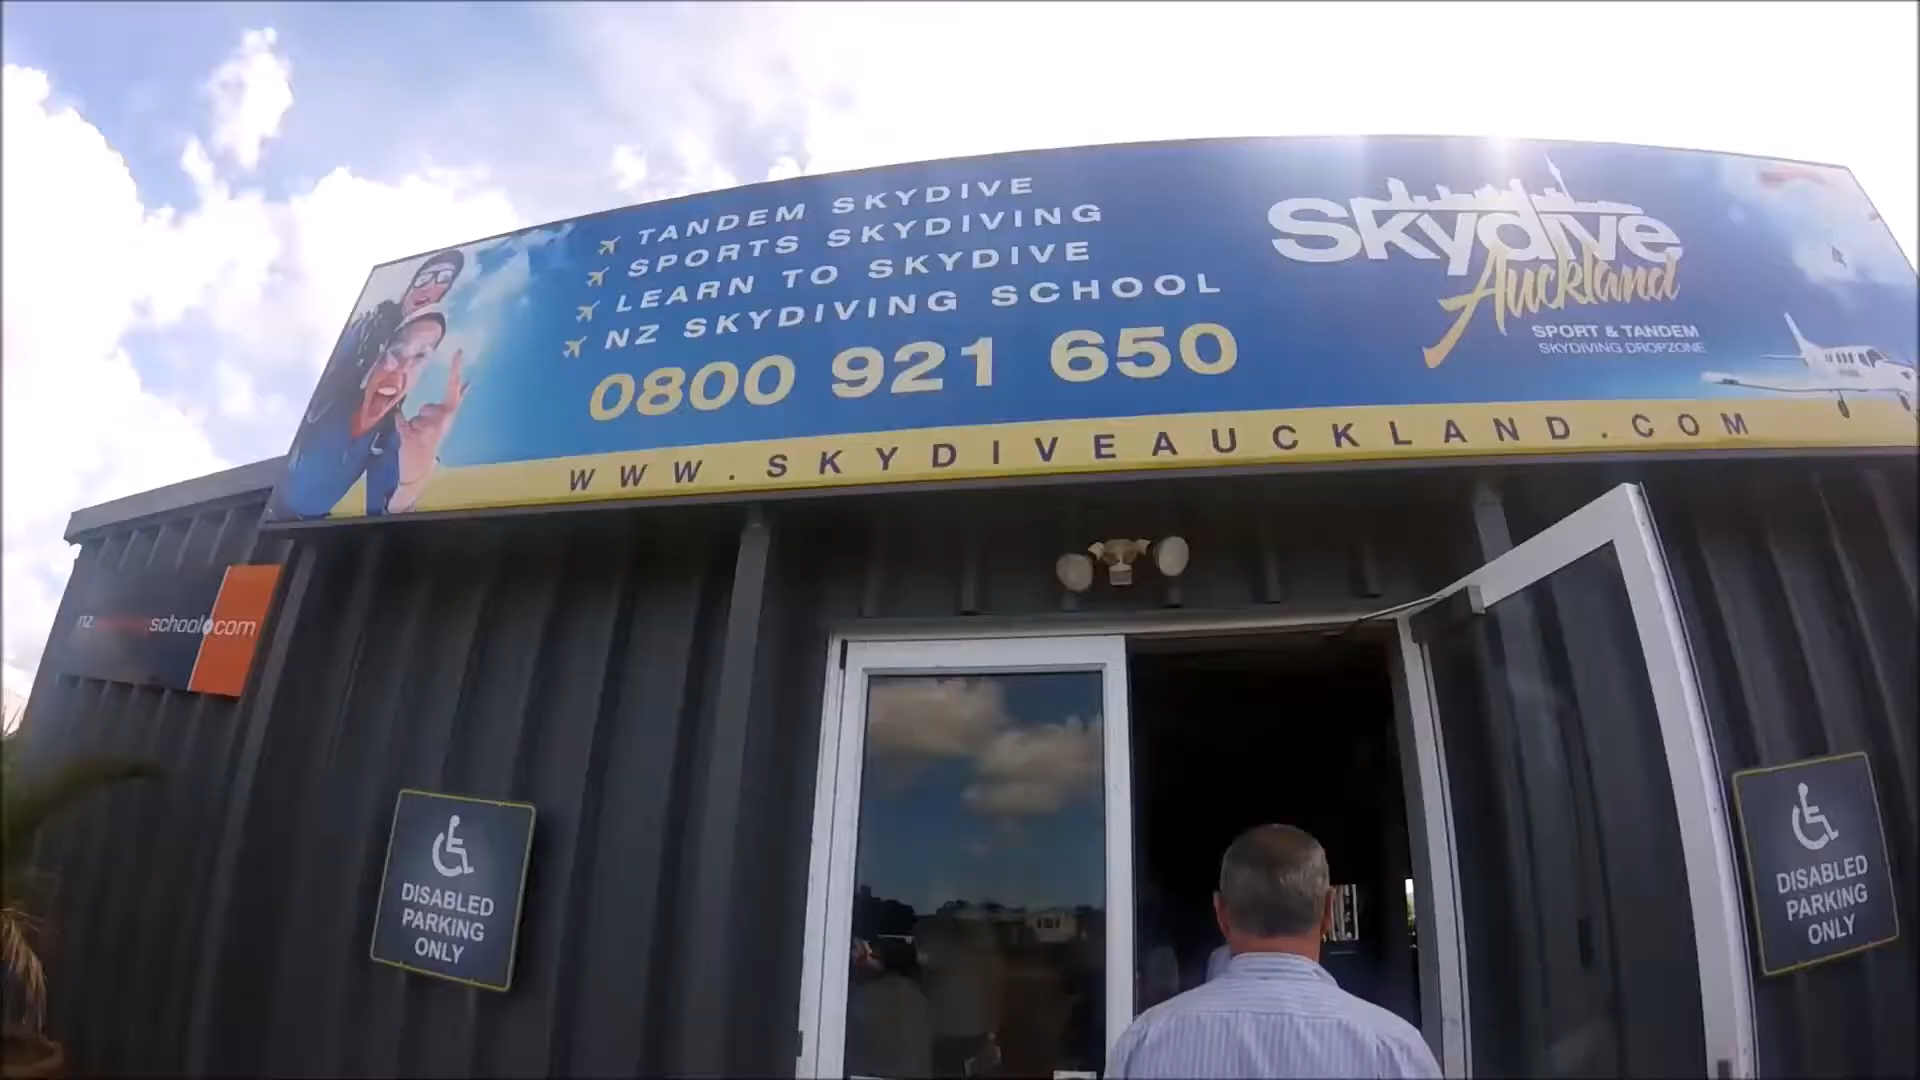 TANDEM SKYDIVE
SPORTS SKYDIVING
LEARN TO SKYDIVE
NZ SKYDIVING SCHOOL
0800 921 650
WWW.SKYDIVEAUCKLAND.COM
Skydive
Auckland
SPORT & TANDEM
SKYDIVING DROPZONE
nz
school.com
DISABLED
PARKING
ONLY
DISABLED
PARKING
ONLY